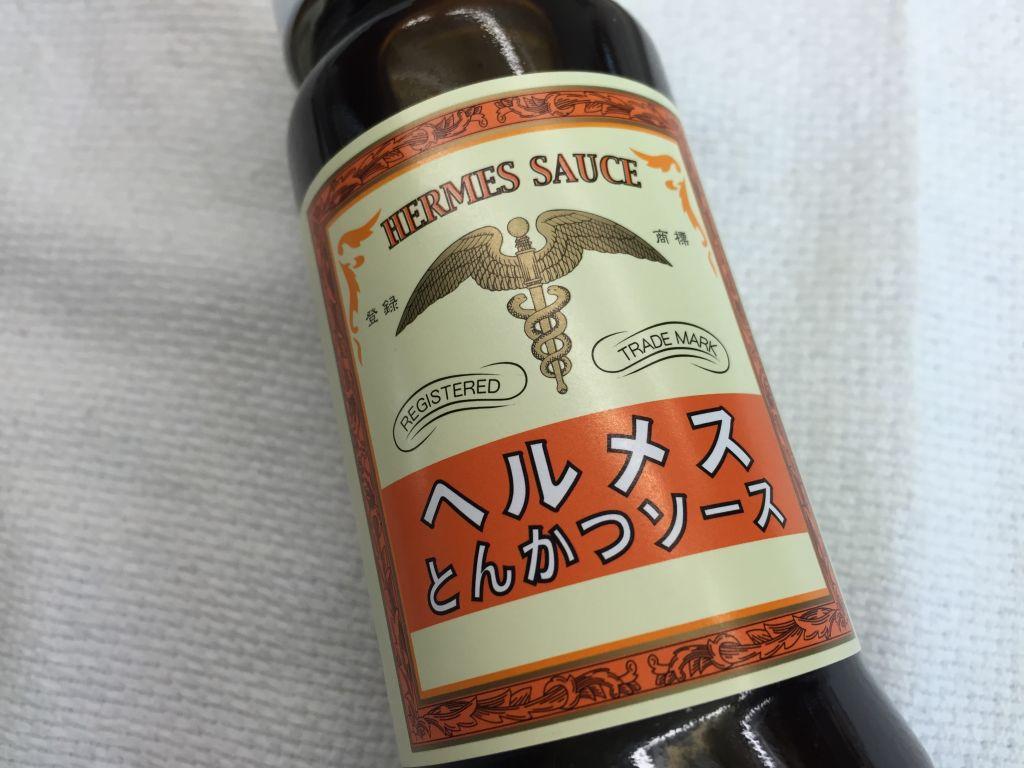 HERMES SAUCE
登録
商標
REGISTERED
TRADE MARK
ヘルメス
とんかつソース